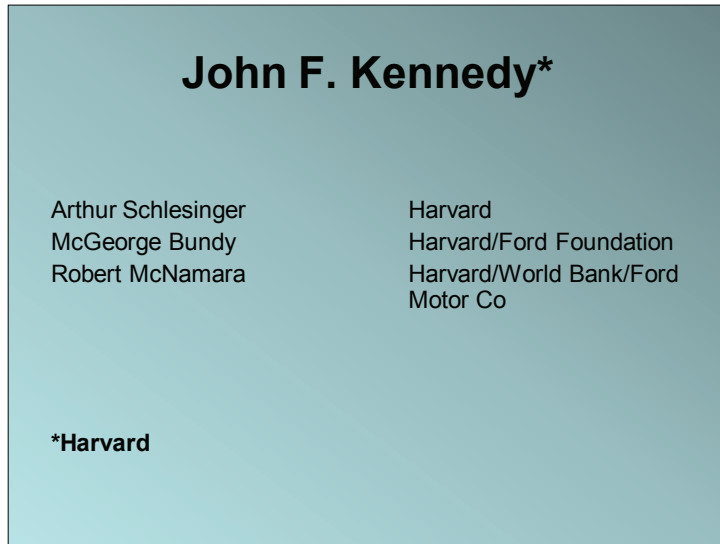 John F. Kennedy*
Arthur Schlesinger Harvard
McGeorge Bundy Harvard/Ford Foundation
Robert McNamara Harvard/World Bank/Ford
Motor Co
*Harvard